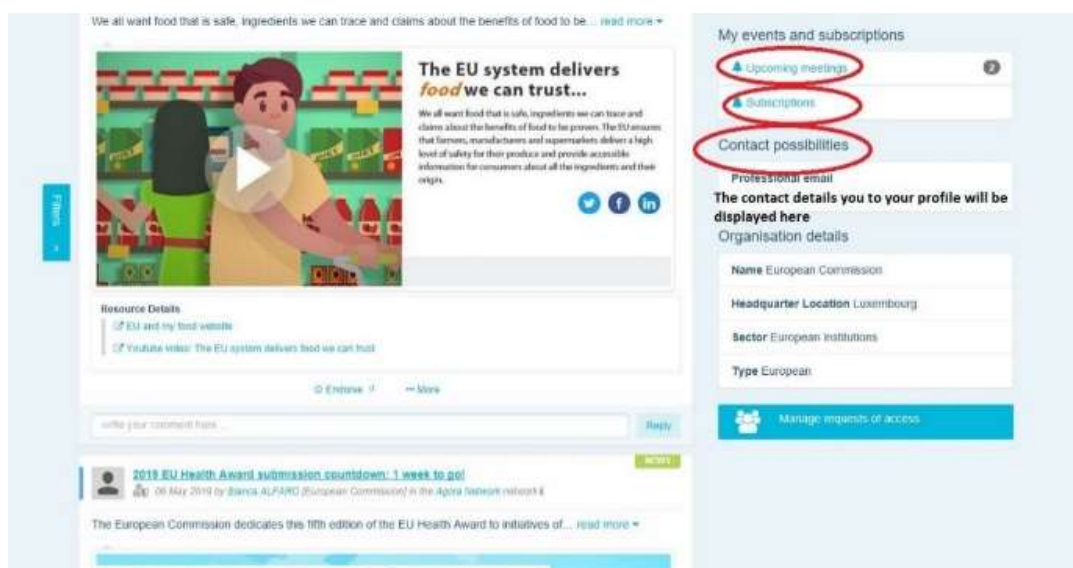 We all want food that is safe, ingredients we can trace and claims about the benefits of food to be... read more
The EU system delivers
food we can trust...
We all want food that is safe, ingredients we can trace and
claims about the benefits of food to be proven. The EU ensures
that farmers, manufacturers and supermarkets deliver a high
level of safety for their produce and provide accessible
information for consumers about all the ingredients and their
origin.
Filters
Resource Details
EU and my food website
Youtube video: The EU system delivers food we can trust
Endorse
More
write your comment here ...
Reply
NEWS
2019 EU Health Award submission countdown: 1 week to go!
06 May 2019 by Bianca ALFARO (European Commission) in the Agora Network network
The European Commission dedicates this fifth edition of the EU Health Award to initiatives of... read more
My events and subscriptions
Upcoming meetings
2
Subscriptions
Contact possibilities
Professional email
The contact details you to your profile will be
displayed here
Organisation details
Name European Commission
Headquarter Location Luxembourg
Sector European Institutions
Type European
Manage requests of access